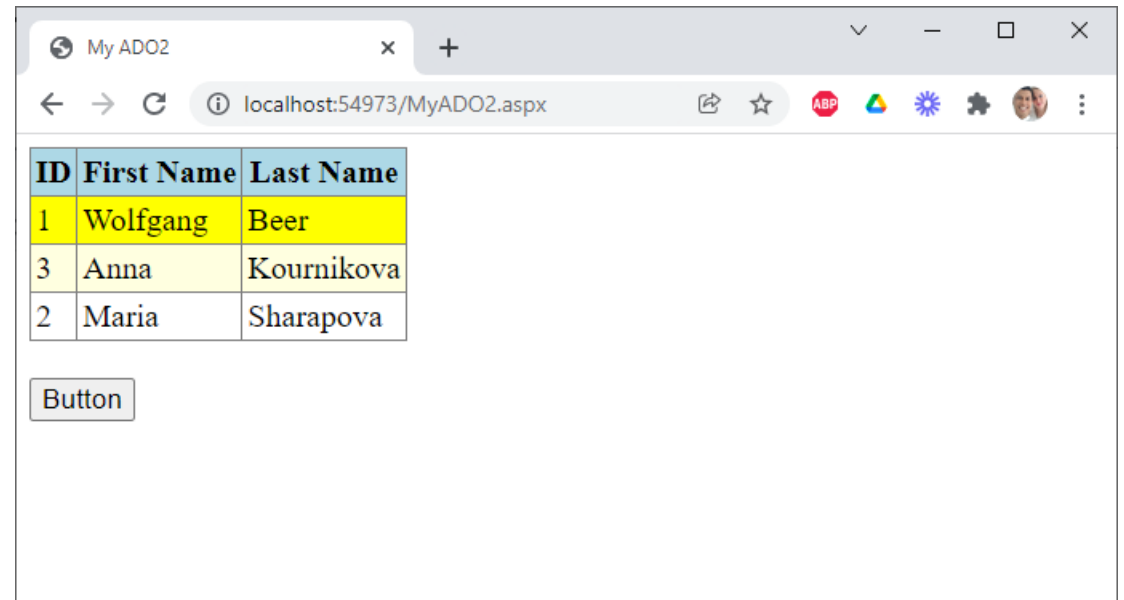 My ADO2
localhost:54973/MyADO2.aspx ABP
ID First Name Last Name
1 Wolfgang Beer
3 Anna Kournikova
2 Maria Sharapova
Button